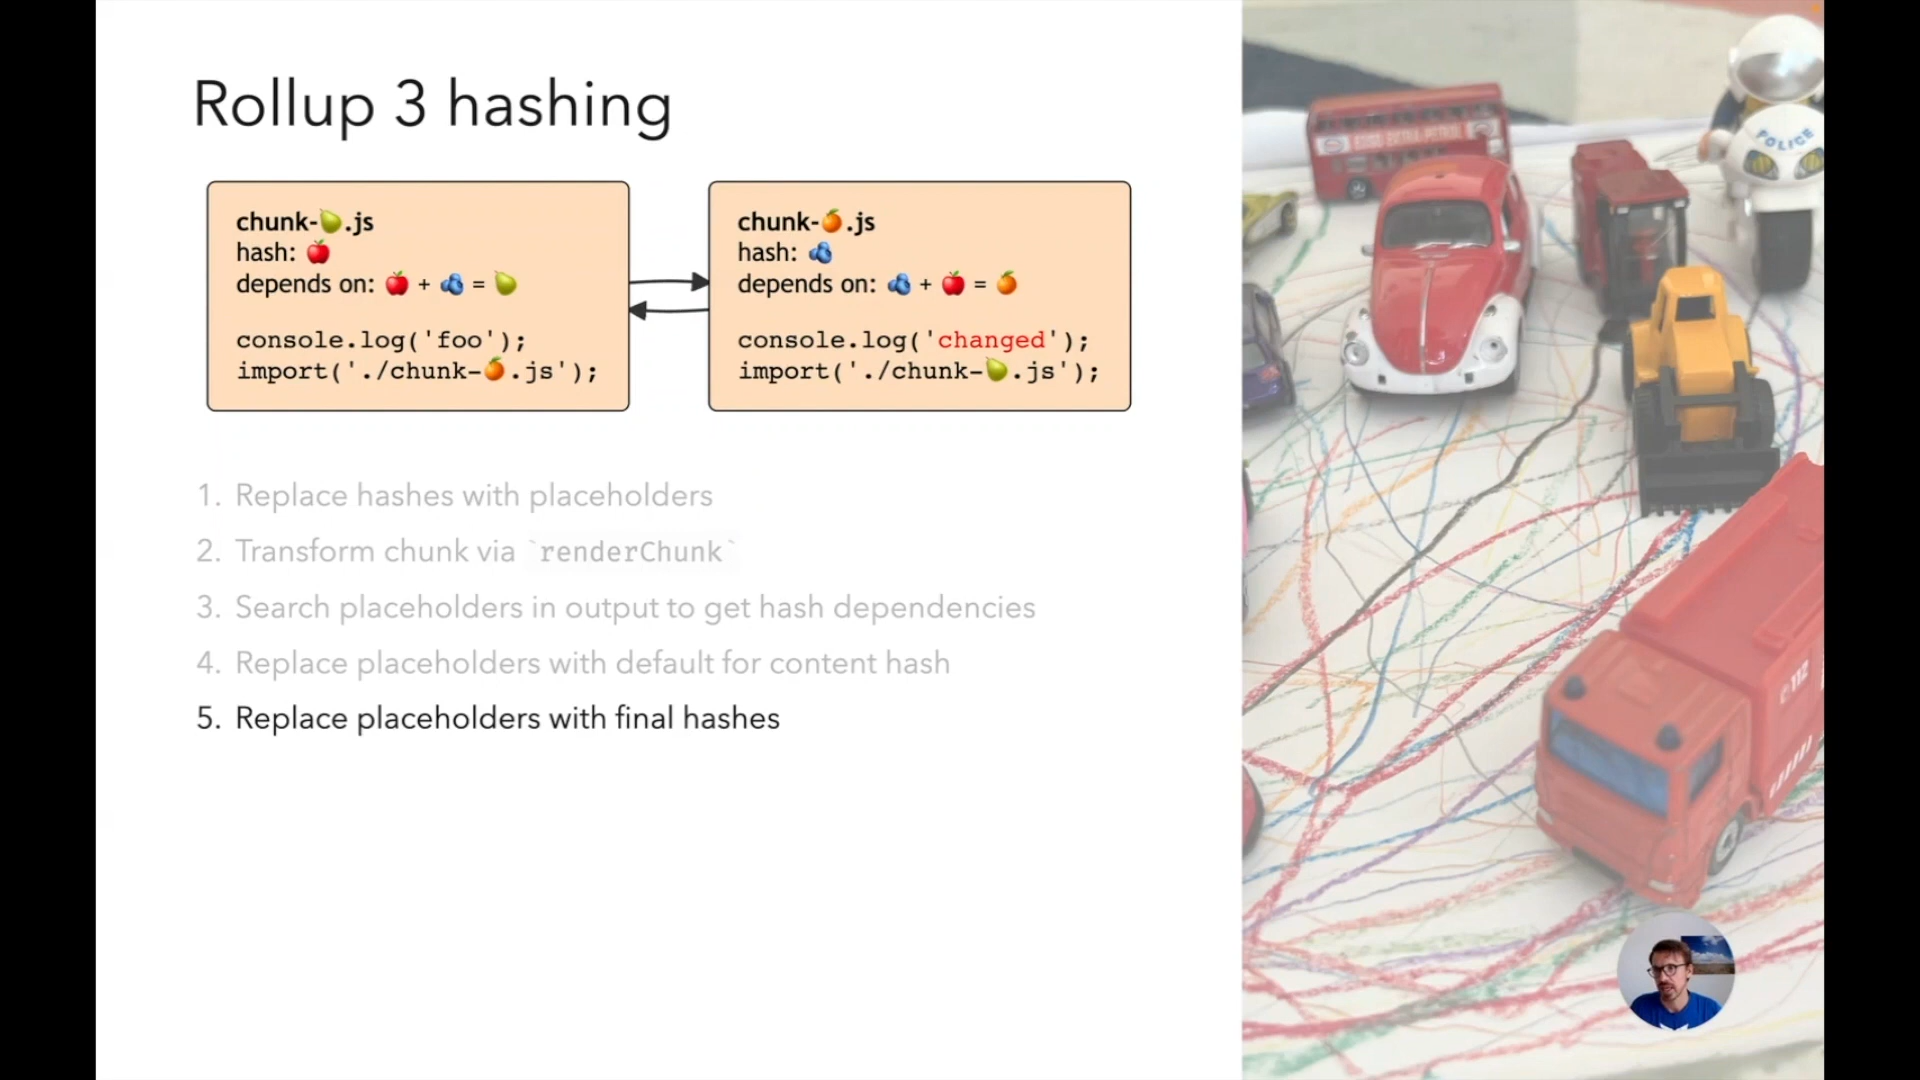 Rollup 3 hashing
chunk-🍐.js
hash: 🍎
depends on: 🍎 + 🫐 = 🍐
console.log('foo');
import('./chunk-🍊.js');
chunk-🍊.js
hash: 🫐
depends on: 🫐 + 🍎 = 🍊
console.log('changed');
import('./chunk-🍐.js');
1. Replace hashes with placeholders
2. Transform chunk via `renderChunk`
3. Search placeholders in output to get hash dependencies
4. Replace placeholders with default for content hash
5. Replace placeholders with final hashes
POLICE
112